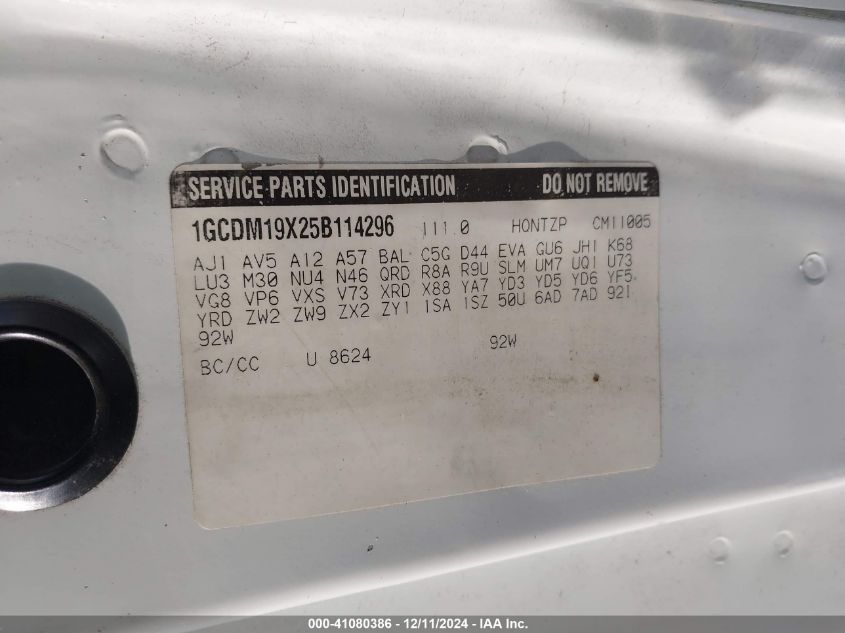 SERVICE PARTS IDENTIFICATION DO NOT REMOVE
1GCDM19X25B114296 111.0 HONTZP CM11005
AJ1 AV5 A12 A57 BAL C5G D44 EVA GU6 JH1 K68
LU3 M30 NU4 N46 QRD R8A R9U SLM UM7 UQ1 U73
VG8 VP6 VXS V73 XRD X88 YA7 YD3 YD5 YD6 YF5
YRD ZW2 ZW9 ZX2 ZY1 1SA 1SZ 50U 6AD 7AD 92I
92W 92W
BC/CC U 8624
000-41080386 - 12/11/2024 - IAA Inc.